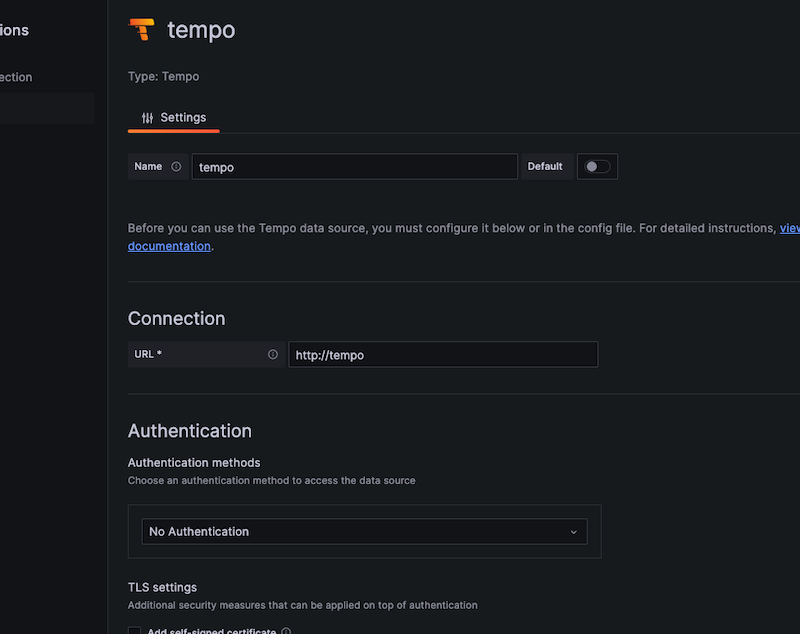 ions
tempo
ection
Type: Tempo
Settings
Name
tempo
Default
Before you can use the Tempo data source, you must configure it below or in the config file. For detailed instructions, view
documentation.
Connection
URL *
http://tempo
Authentication
Authentication methods
Choose an authentication method to access the data source
No Authentication
TLS settings
Additional security measures that can be applied on top of authentication
Add self-signed certificate